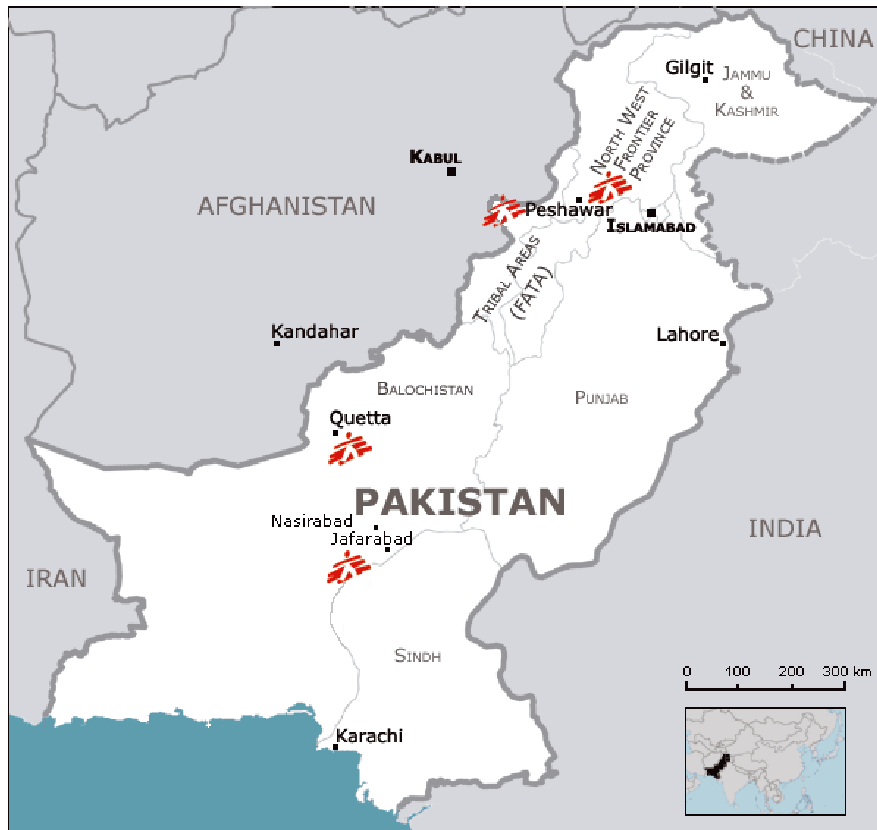 CHINA
Gilgit
JAMMU
&
KASHMIR
NORTH WEST
FRONTIER
PROVINCE
KABUL
AFGHANISTAN
Peshawar
ISLAMABAD
TRIBAL AREAS
(FATA)
Kandahar
Lahore
BALOCHISTAN
PUNJAB
Quetta
PAKISTAN
Nasirabad
Jafarabad
INDIA
IRAN
SINDH
0 100 200 300 km
Karachi